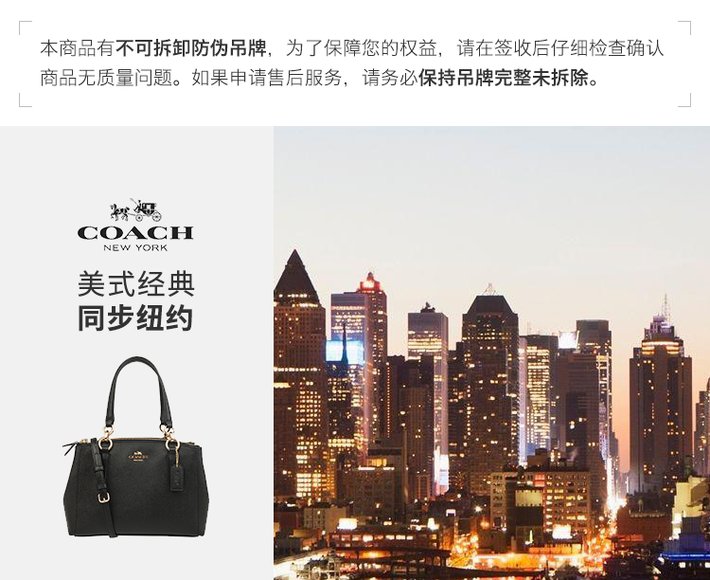 本商品有不可拆卸防伪吊牌，为了保障您的权益，请在签收后仔细检查确认
商品无质量问题。如果申请售后服务，请务必保持吊牌完整未拆除。
COACH
NEW YORK
美式经典
同步纽约
COACH